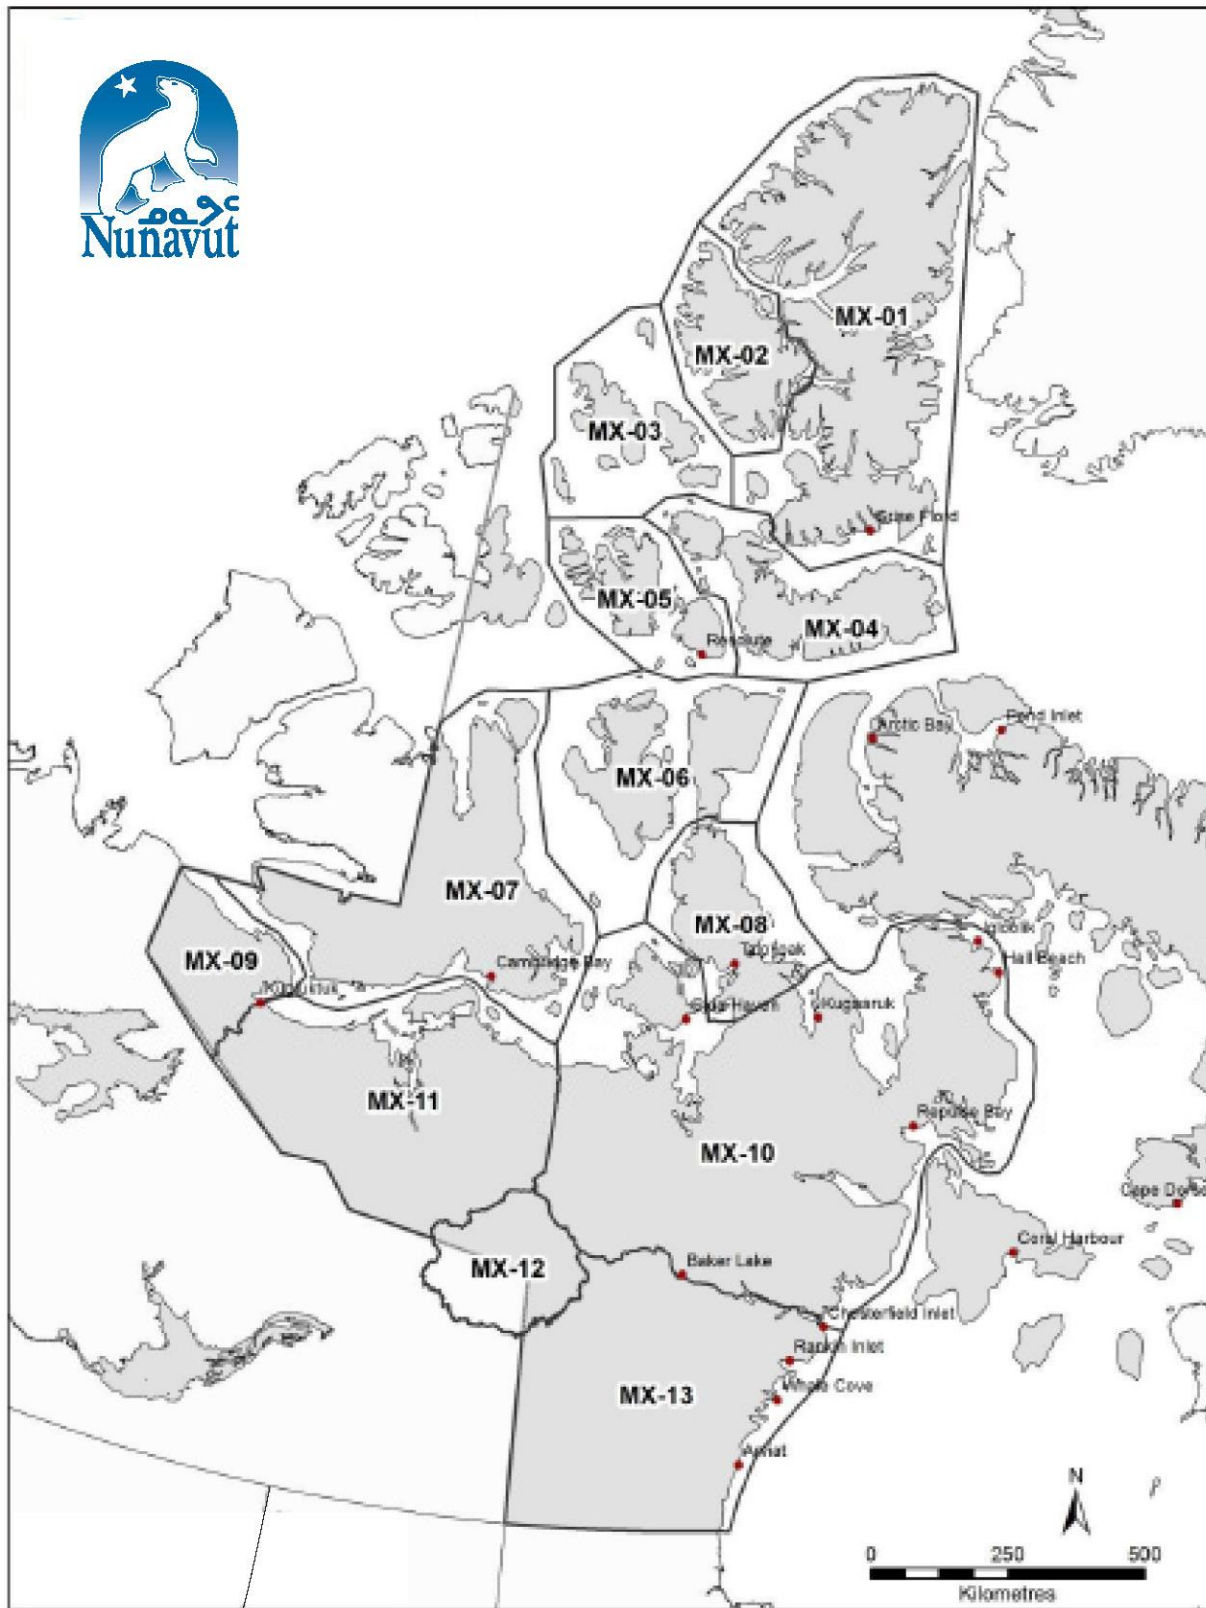 ᓄᓇᕗᑦ
Nunavut
MX-01
MX-02
MX-03
Grise Fiord
MX-05
MX-04
Resolute
Arctic Bay
Pond Inlet
MX-06
MX-07
MX-08
Igloolik
Taloyoak
MX-09
Cambridge Bay
Hall Beach
Kugluktuk
Gjoa Haven
Kugaaruk
MX-11
Repulse Bay
MX-10
Cape Dorse
Coral Harbour
MX-12
Baker Lake
Chesterfield Inlet
Rankin Inlet
Whale Cove
MX-13
Arviat
N
0 250 500
Kilometres